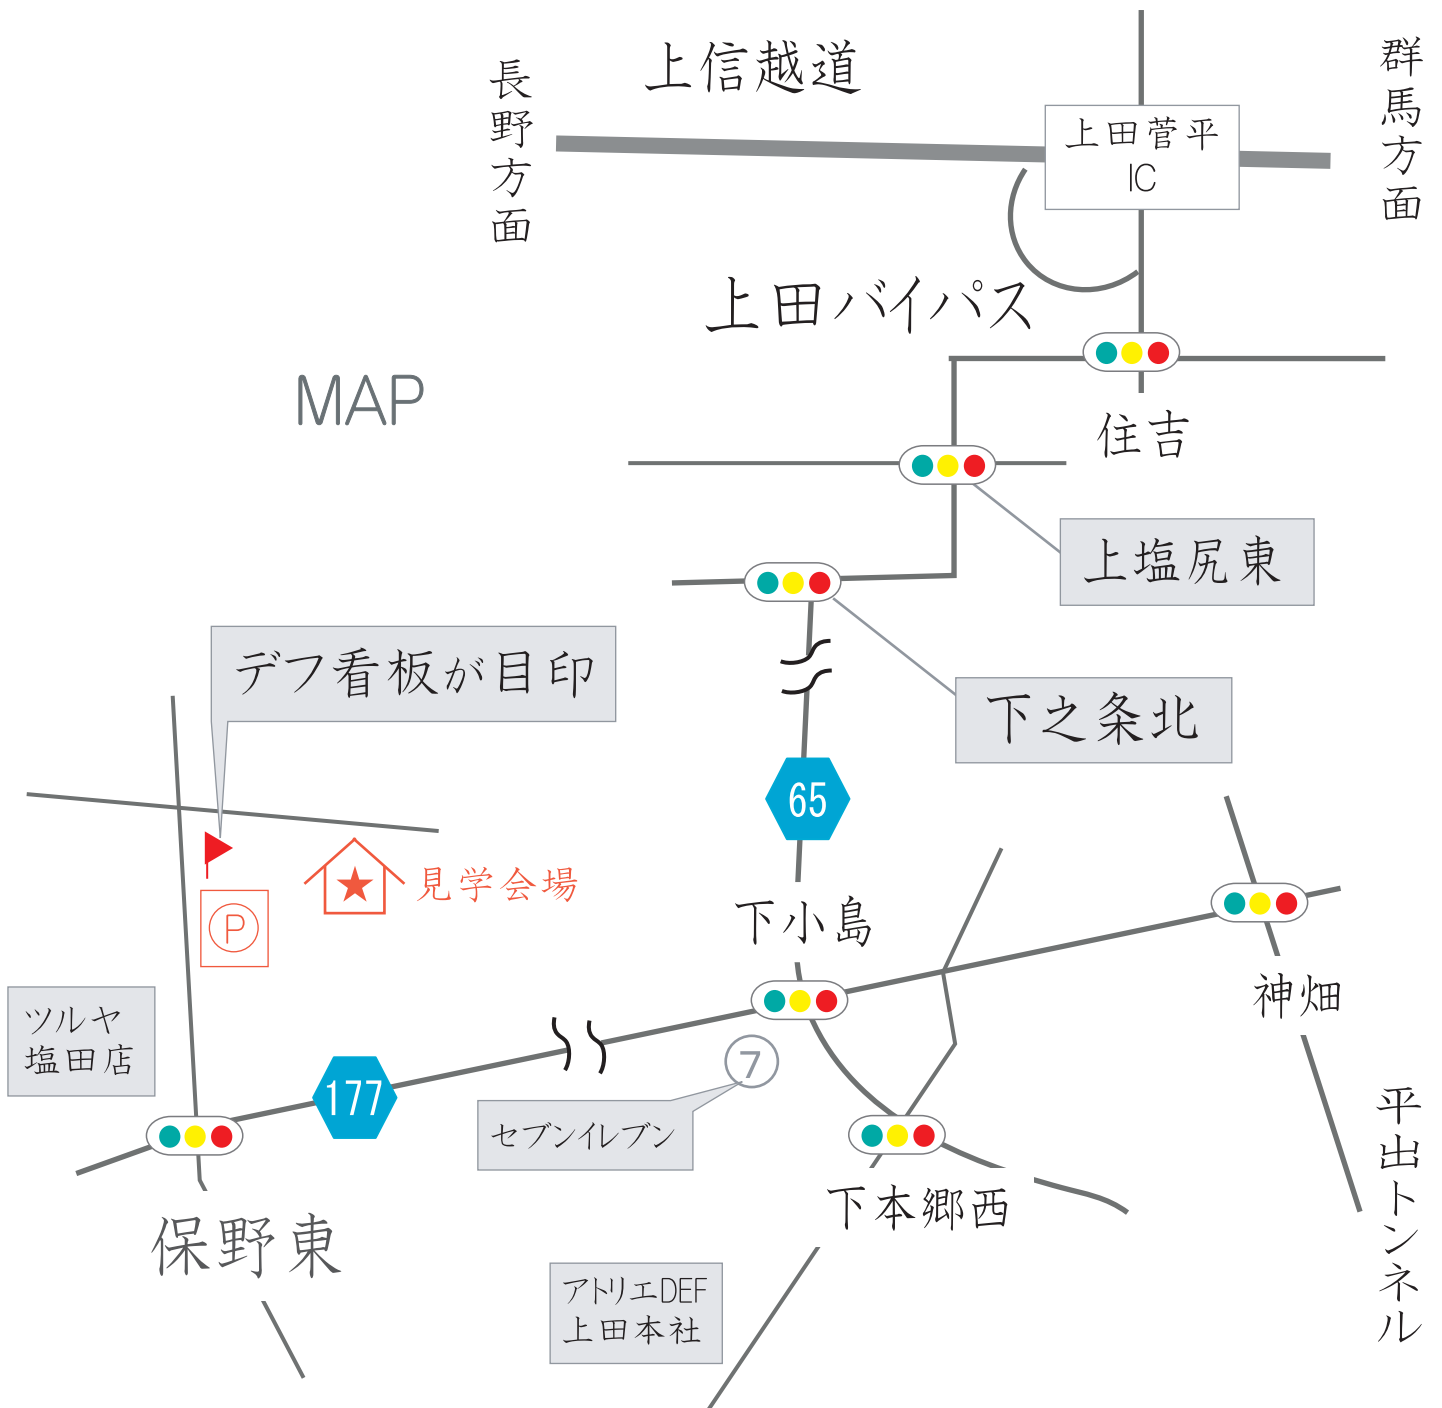 上信越道
長野方面
群馬方面
上田菅平
IC
上田バイパス
MAP
住吉
上塩尻東
デフ看板が目印
下之条北
65
見学会場
P
下小島
神畑
ツルヤ
塩田店
7
177
セブンイレブン
平出トンネル
下本郷西
保野東
アトリエDEF
上田本社